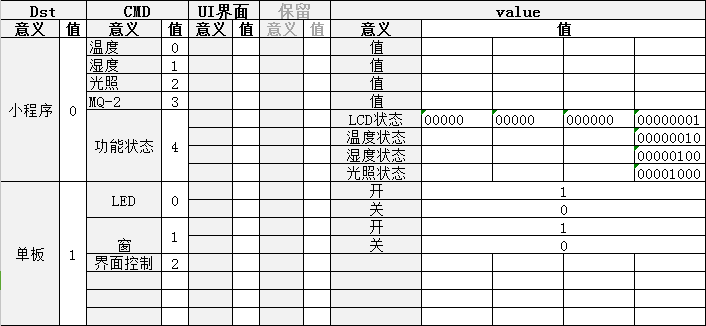 Dst CMD UI界面 保留 value
意义 值 意义 值 意义 值 意义 值 意义 值
温度 0 值
湿度 1 值
光照 2 值
小程序 0 MQ-2 3 值
LCD状态 00000 00000 000000 00000001
功能状态 4 温度状态 00000010
湿度状态 00000100
光照状态 00001000
LED 0 开 1
关 0
单板 1 窗 1 开 1
关 0
界面控制 2